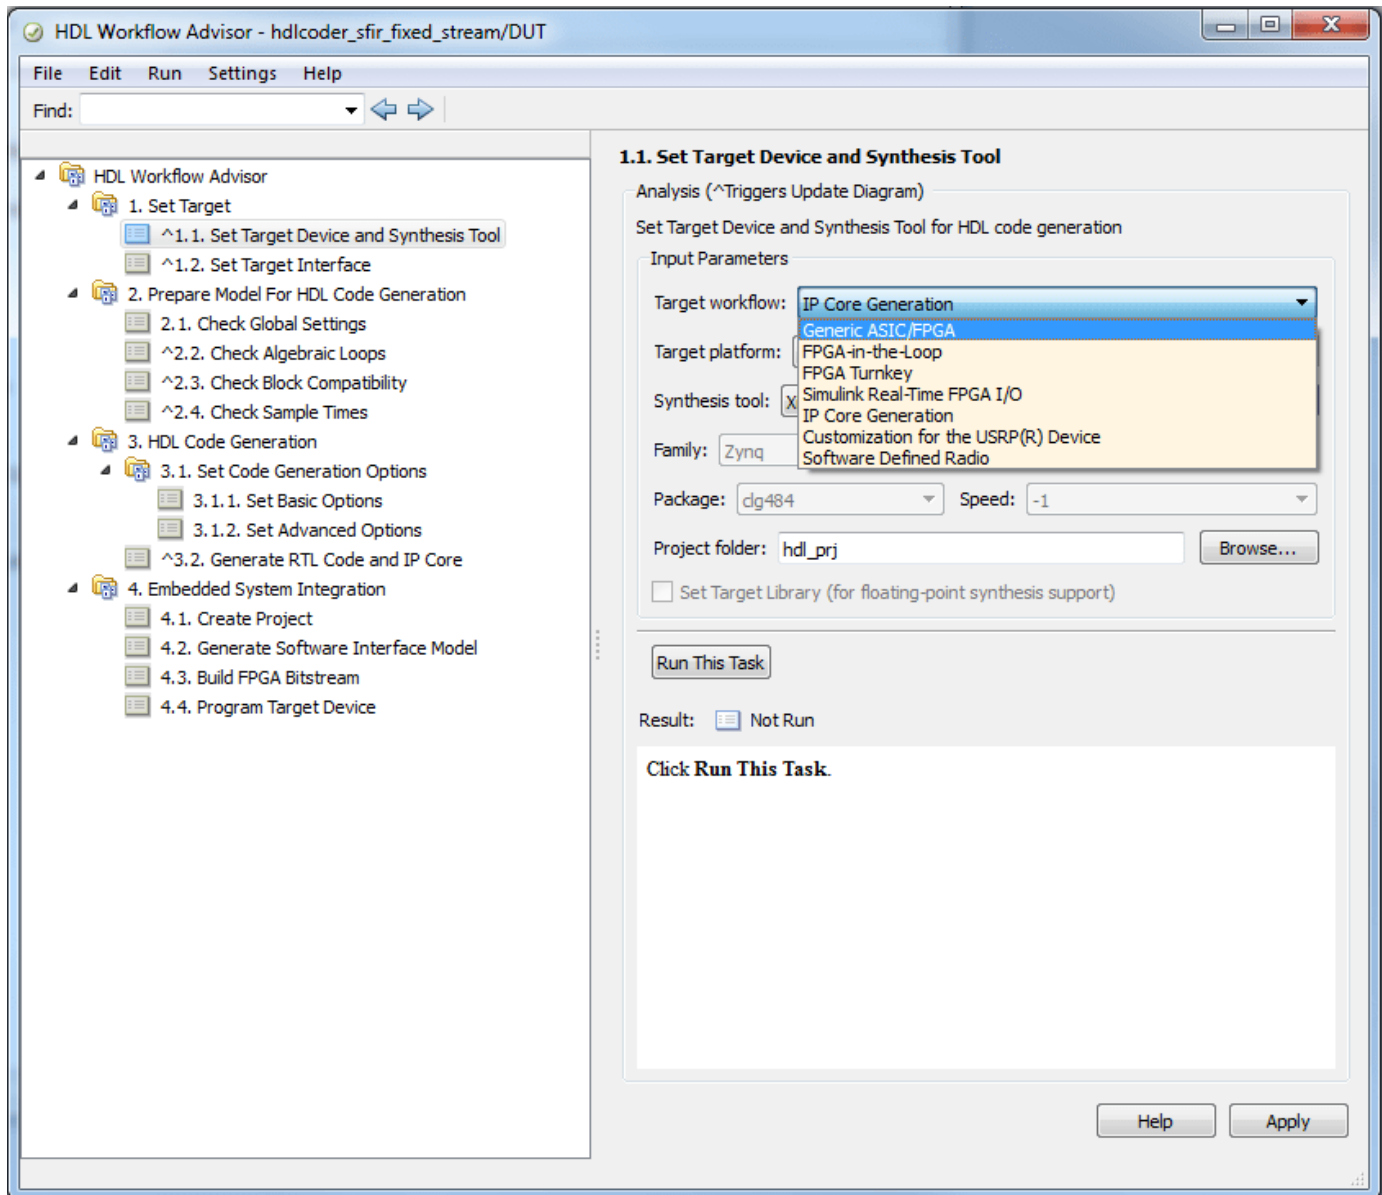 HDL Workflow Advisor - hdlcoder_sfir_fixed_stream/DUT
File Edit Run Settings Help
Find:
HDL Workflow Advisor
1. Set Target
^1.1. Set Target Device and Synthesis Tool
^1.2. Set Target Interface
2. Prepare Model For HDL Code Generation
2.1. Check Global Settings
^2.2. Check Algebraic Loops
^2.3. Check Block Compatibility
^2.4. Check Sample Times
3. HDL Code Generation
3.1. Set Code Generation Options
3.1.1. Set Basic Options
3.1.2. Set Advanced Options
^3.2. Generate RTL Code and IP Core
4. Embedded System Integration
4.1. Create Project
4.2. Generate Software Interface Model
4.3. Build FPGA Bitstream
4.4. Program Target Device
1.1. Set Target Device and Synthesis Tool
Analysis (^Triggers Update Diagram)
Set Target Device and Synthesis Tool for HDL code generation
Input Parameters
Target workflow: IP Core Generation
Generic ASIC/FPGA
Target platform: FPGA-in-the-Loop
FPGA Turnkey
Synthesis tool: X Simulink Real-Time FPGA I/O
IP Core Generation
Customization for the USRP(R) Device
Family: Zynq
Software Defined Radio
Package: clg484 Speed: -1
Project folder: hdl_prj Browse...
Set Target Library (for floating-point synthesis support)
Run This Task
Result: Not Run
Click Run This Task.
Help Apply